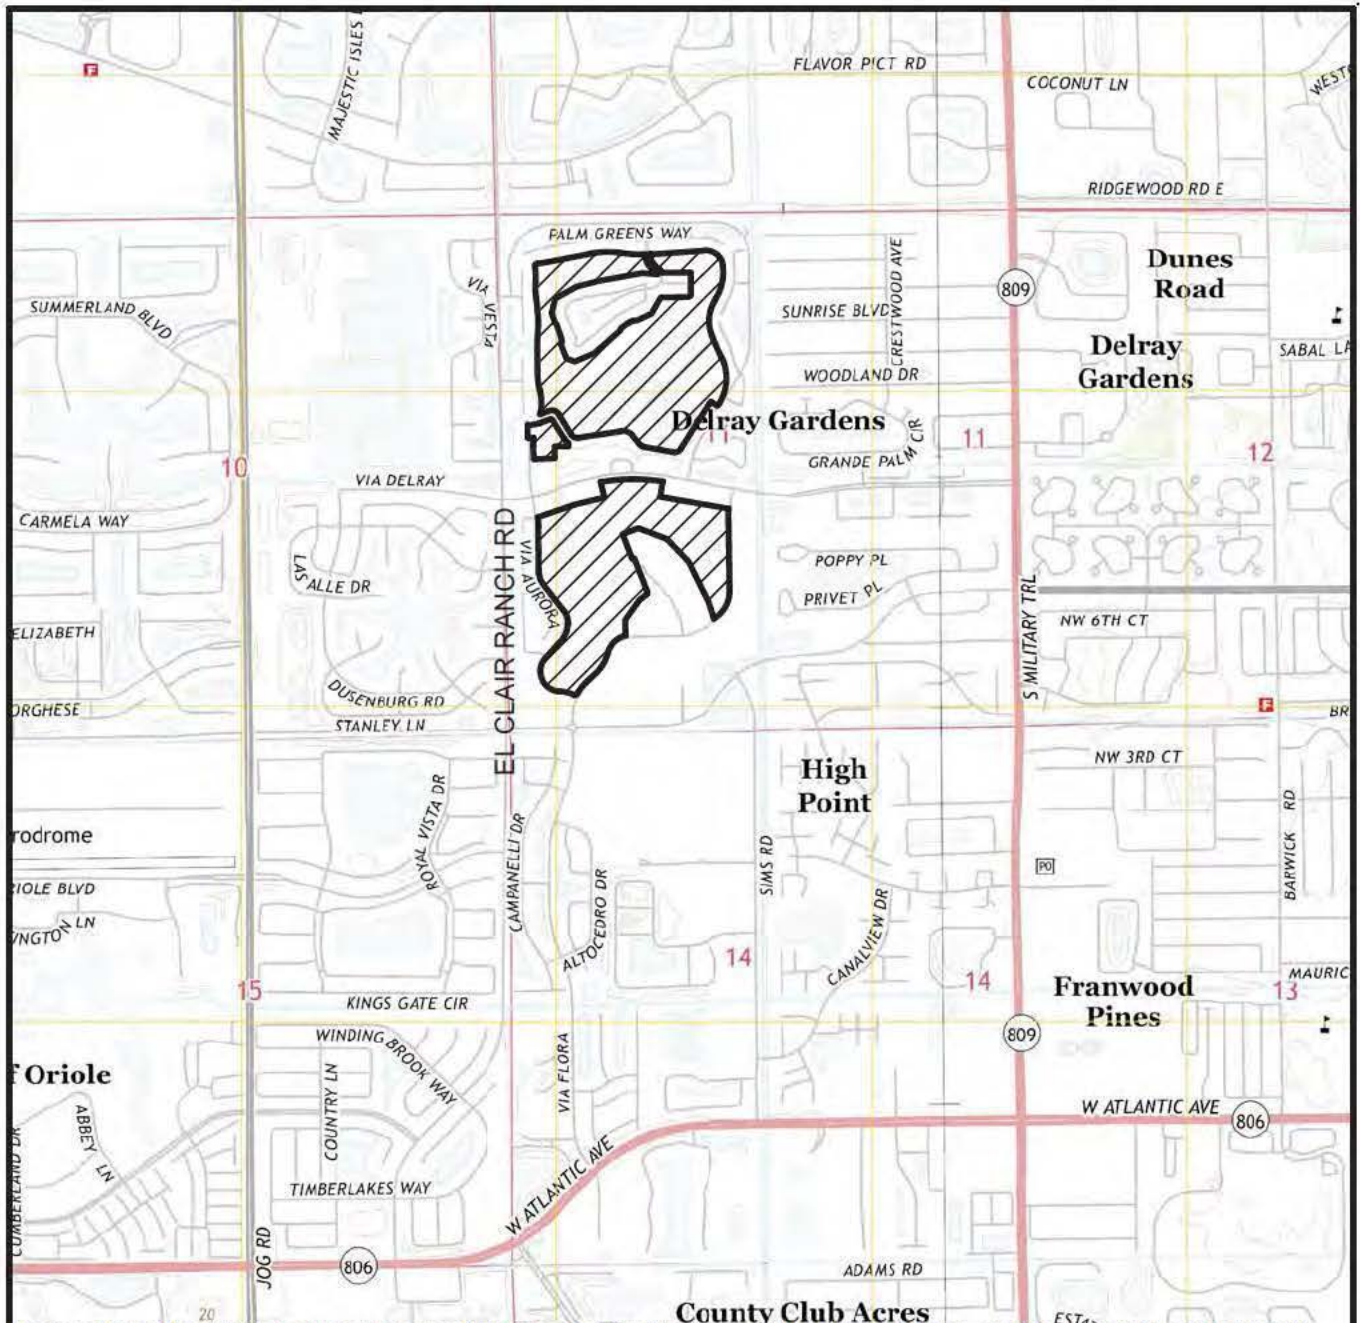 MAJESTIC ISLES
FLAVOR PICT RD
COCONUT LN
F
RIDGEWOOD RD E
PALM GREENS WAY
VIA VESTA
CRESTWOOD AVE
Dunes
Road
809
SUMMERLAND BLVD
SUNRISE BLVD
Delray
Gardens
SABAL
WOODLAND DR
Delray Gardens
11
11
12
10
GRANDE PALM CIR
VIA DELRAY
CARMELA WAY
EL CLAIR RANCH RD
VIA AURORA
LAS ALLE DR
POPPY PL
PRIVET PL
S MILITARY TRL
NW 6TH CT
ELIZABETH
DUSENBURG RD
ORGHESE
STANLEY LN
F
BR
NW 3RD CT
High
Point
ROYAL VISTA DR
CAMPANELLI DR
SIMS RD
BARWICK RD
rodrome
PO
IOLE BLVD
ALTOCEDRO DR
CANALVIEW DR
NGTON LN
14
14
15
MAURIC
13
KINGS GATE CIR
Franwood
Pines
WINDING BROOK WAY
809
VIA FLORA
f Oriole
COUNTRY LN
ABBEY LN
W ATLANTIC AVE
806
CUMBERLAND DR
TIMBERLAKES WAY
W ATLANTIC AVE
JOG RD
806
ADAMS RD
20
County Club Acres